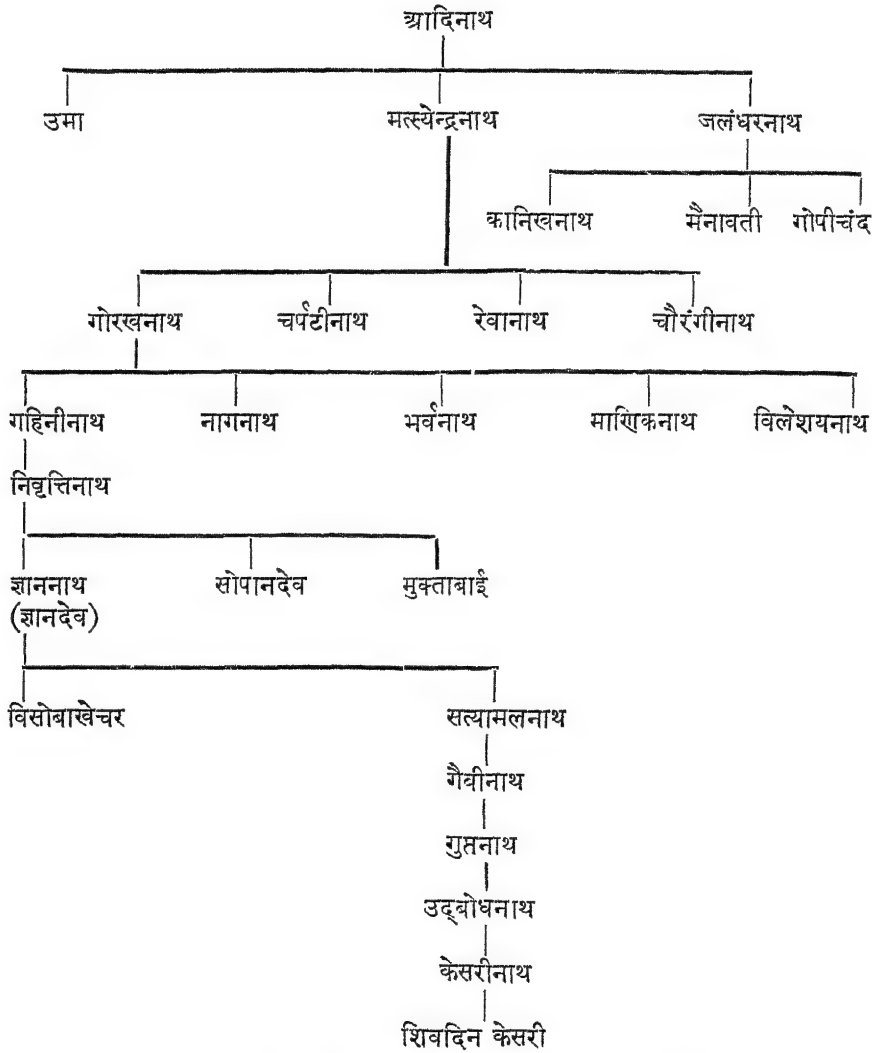 आदिनाथ
उमा मत्स्येन्द्रनाथ जलंधरनाथ
कानिखनाथ मैनावती गोपीचंद
गोरखनाथ चर्पटीनाथ रेवानाथ चौरंगीनाथ
गहिनीनाथ नागनाथ भर्वनाथ माणिकनाथ विलेशयनाथ
निवृत्तिनाथ
ज्ञाननाथ सोपानदेव मुक्ताबाई
(ज्ञानदेव)
विसोबाखेचर सत्यामलनाथ
गैवीनाथ
गुप्तनाथ
उद्‌बोधनाथ
केसरीनाथ
शिवदिन केसरी